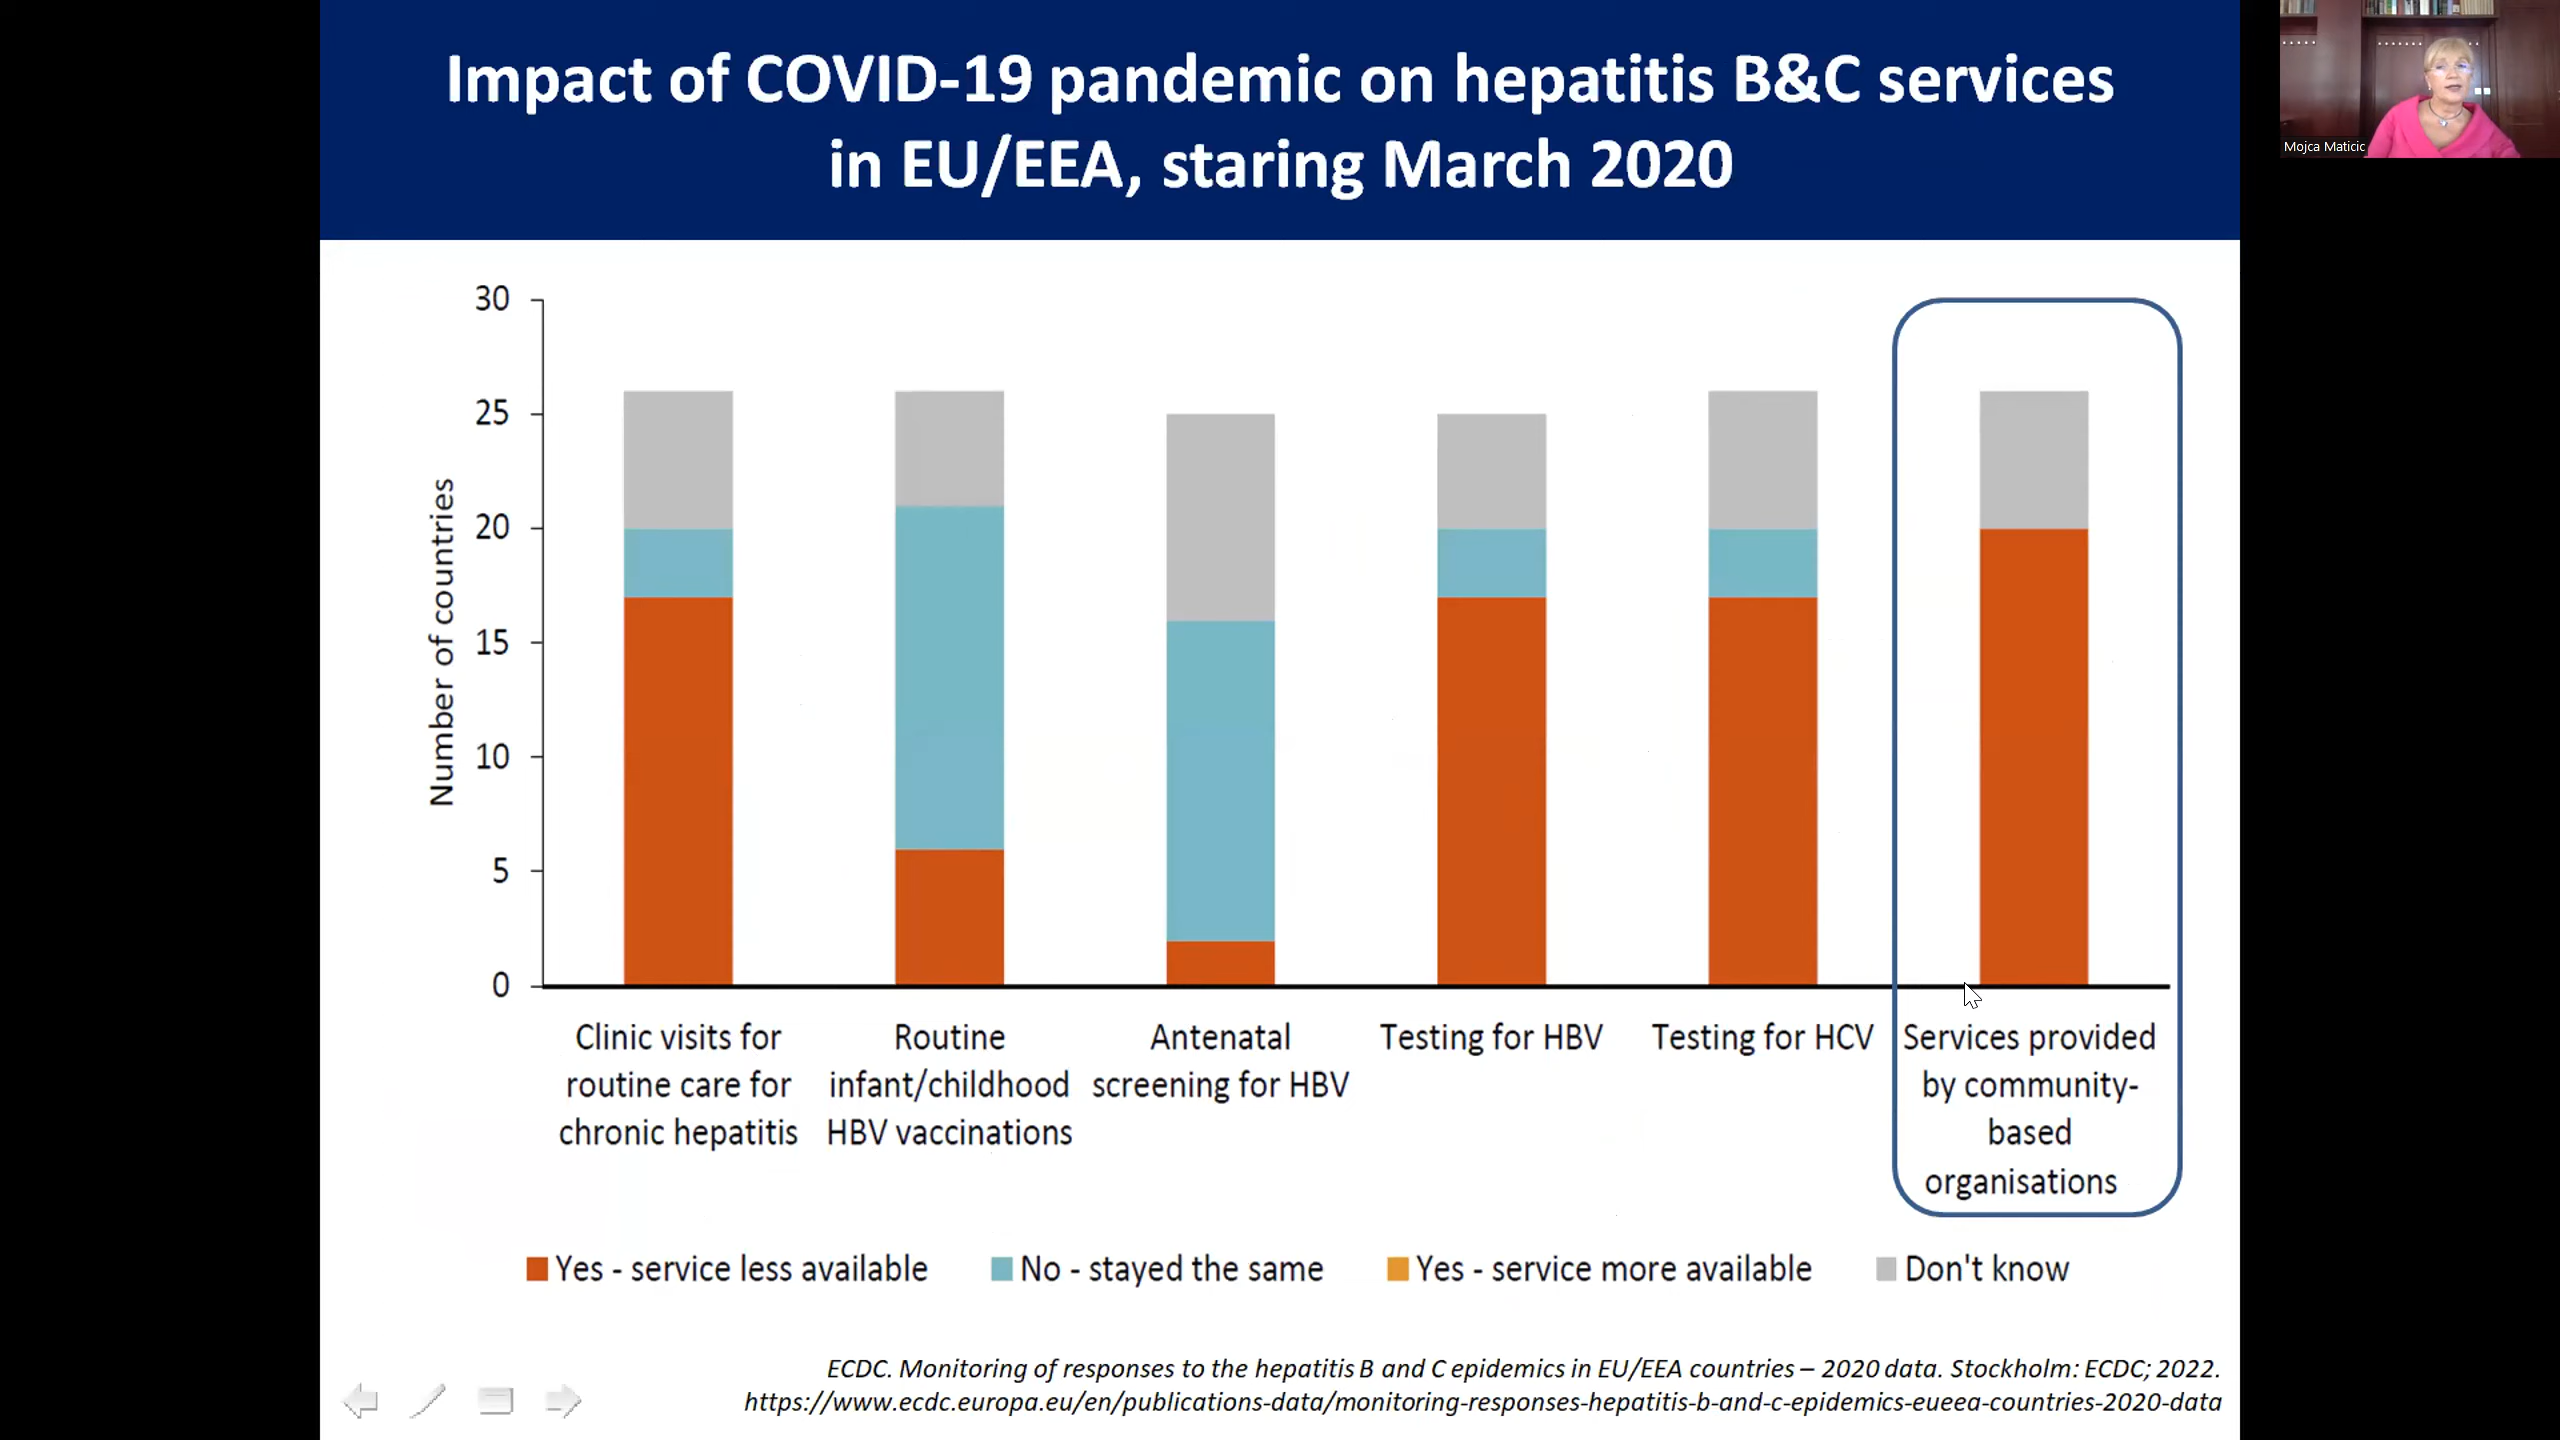 Impact of COVID-19 pandemic on hepatitis B&C services
in EU/EEA, staring March 2020
Mojca Maticic
Number of countries
30
25
20
15
10
5
0
Clinic visits for
routine care for
chronic hepatitis
Routine
infant/childhood
HBV vaccinations
Antenatal
screening for HBV
Testing for HBV
Testing for HCV
Services provided
by community-
based
organisations
Yes - service less available
No - stayed the same
Yes - service more available
Don't know
ECDC. Monitoring of responses to the hepatitis B and C epidemics in EU/EEA countries – 2020 data. Stockholm: ECDC; 2022.
https://www.ecdc.europa.eu/en/publications-data/monitoring-responses-hepatitis-b-and-c-epidemics-eueea-countries-2020-data